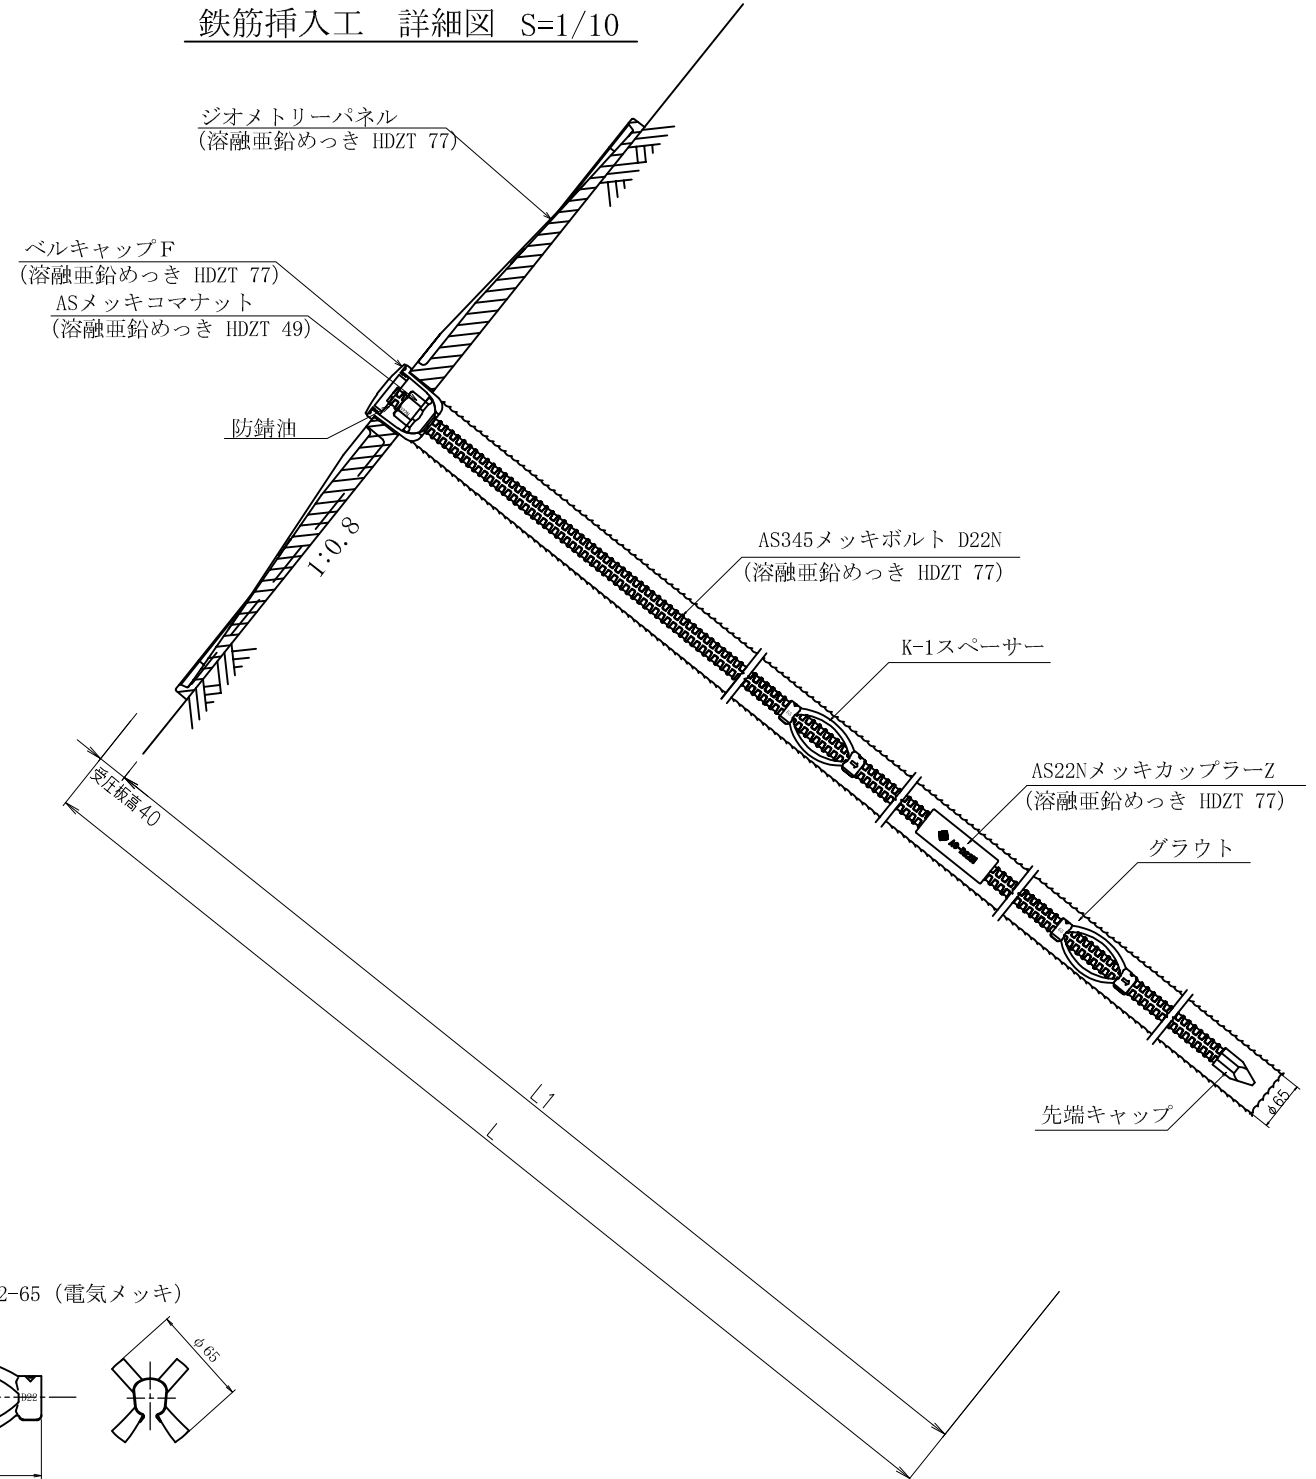 鉄筋挿入工　詳細図 S=1/10
ジオメトリーパネル
(溶融亜鉛めっき HDZT 77)
ベルキャップF
(溶融亜鉛めっき HDZT 77)
ASメッキコマナット
(溶融亜鉛めっき HDZT 49)
防錆油
1:0.8
AS345メッキボルト D22N
(溶融亜鉛めっき HDZT 77)
K-1スペーサー
AS22NメッキカップラーZ
(溶融亜鉛めっき HDZT 77)
グラウト
受圧板高40
先端キャップ
φ65
L1
L
2-65 (電気メッキ)
φ65
D22